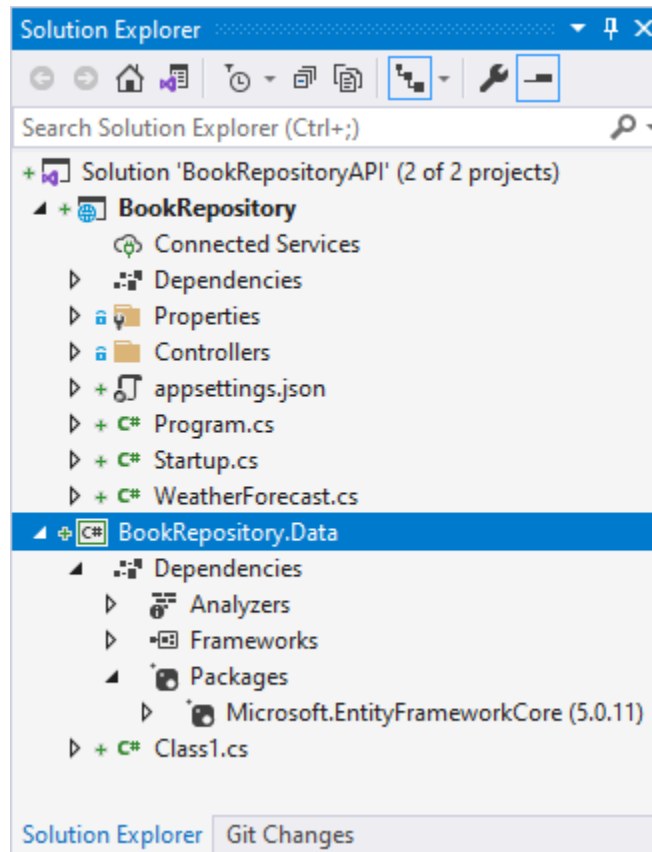 Solution Explorer
Search Solution Explorer (Ctrl+;)
Solution 'BookRepositoryAPI' (2 of 2 projects)
BookRepository
Connected Services
Dependencies
Properties
Controllers
appsettings.json
C# Program.cs
C# Startup.cs
C# WeatherForecast.cs
C# BookRepository.Data
Dependencies
Analyzers
Frameworks
Packages
Microsoft.EntityFrameworkCore (5.0.11)
C# Class1.cs
Solution Explorer Git Changes